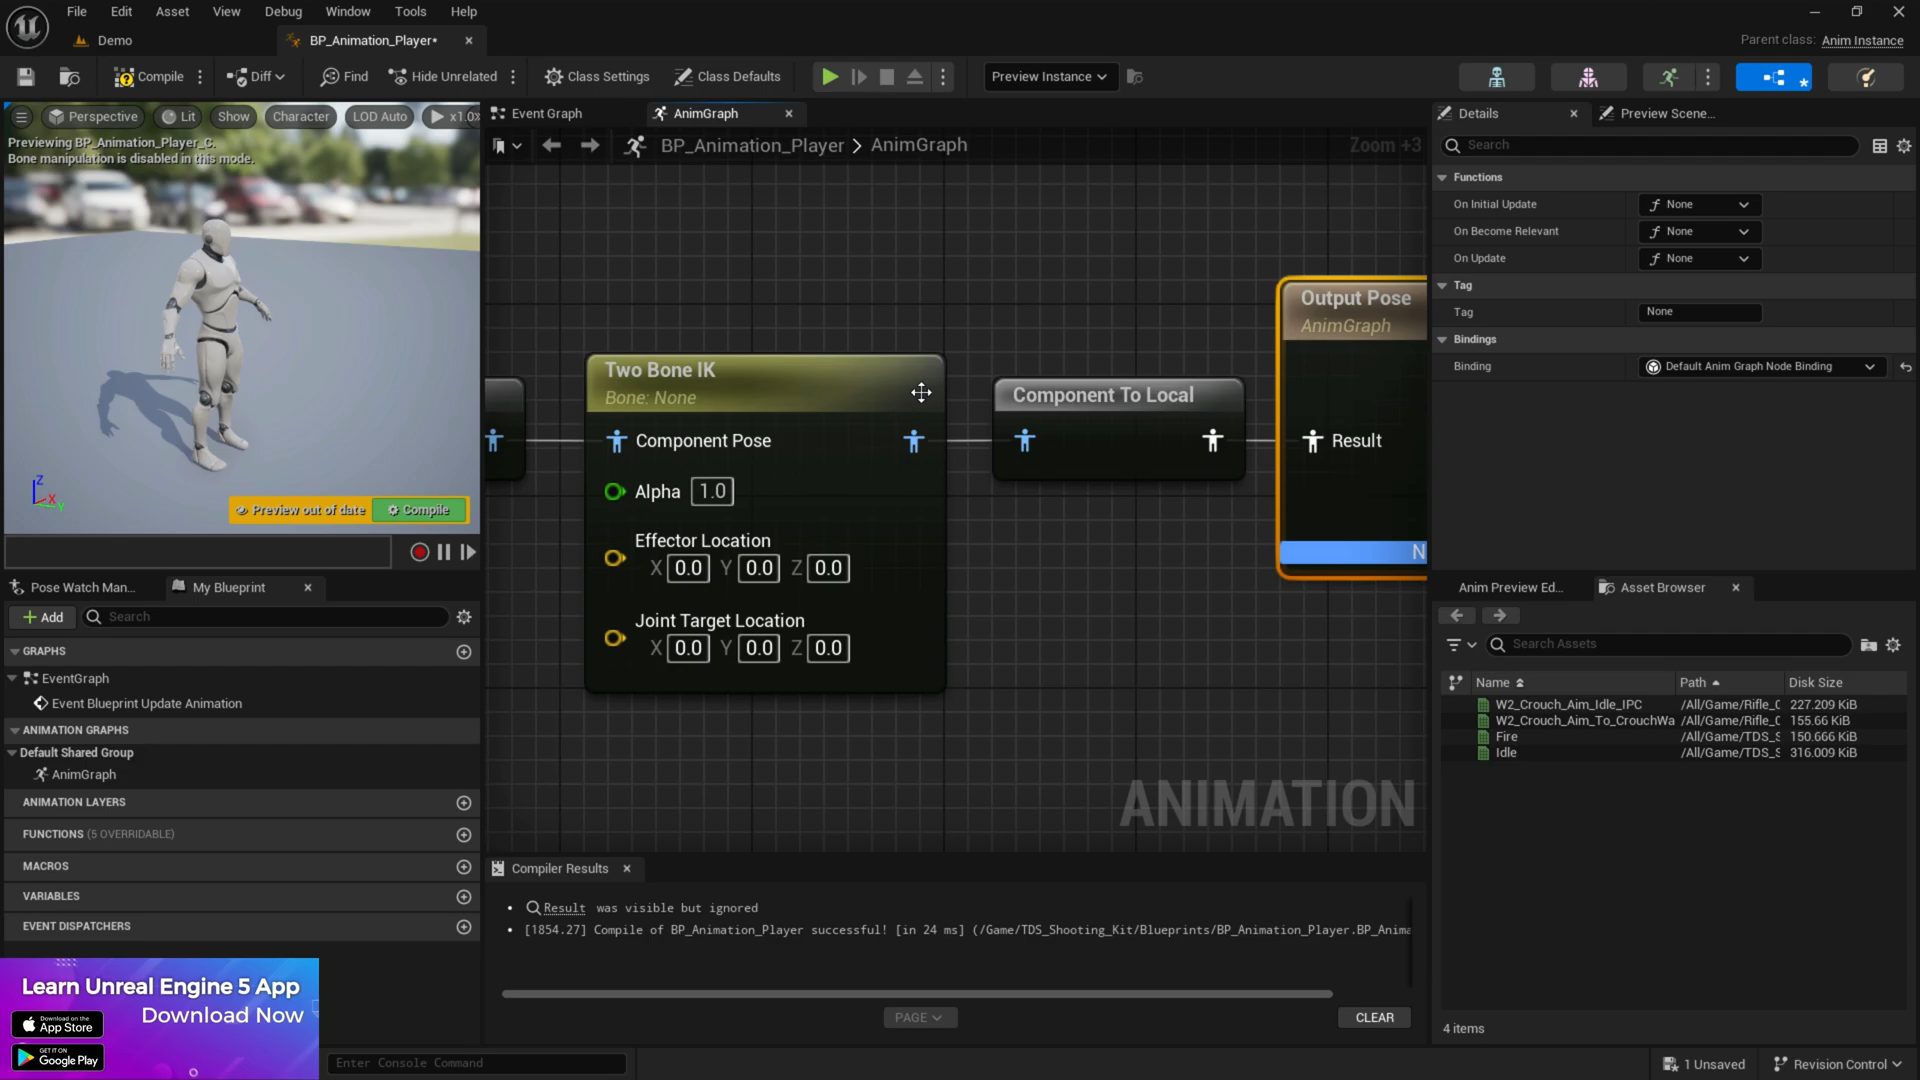 File Edit Asset View Debug Window Tools Help
Demo
BP_Animation_Player*
Parent class: Anim Instance
Compile
Diff
Find
Hide Unrelated
Class Settings
Class Defaults
Preview Instance
Perspective
Lit
Show
Character
LOD Auto
x1.0
Previewing BP_Animation_Player_C.
Bone manipulation is disabled in this mode.
Z
X
Y
Preview out of date
Compile
Event Graph
AnimGraph
BP_Animation_Player > AnimGraph
Zoom +3
Two Bone IK
Bone: None
Component Pose
Alpha 1.0
Effector Location
X 0.0 Y 0.0 Z 0.0
Joint Target Location
X 0.0 Y 0.0 Z 0.0
Component To Local
Output Pose
AnimGraph
Result
N
ANIMATION
Details
Preview Scene...
Search
Functions
On Initial Update None
On Become Relevant None
On Update None
Tag
Tag None
Bindings
Binding Default Anim Graph Node Binding
Pose Watch Man...
My Blueprint
Add
Search
GRAPHS
EventGraph
Event Blueprint Update Animation
ANIMATION GRAPHS
Default Shared Group
AnimGraph
ANIMATION LAYERS
FUNCTIONS (5 OVERRIDABLE)
MACROS
VARIABLES
EVENT DISPATCHERS
Compiler Results
Result was visible but ignored
[1854.27] Compile of BP_Animation_Player successful! [in 24 ms] (/Game/TDS_Shooting_Kit/Blueprints/BP_Animation_Player.BP_Anima
PAGE
CLEAR
Anim Preview Ed...
Asset Browser
Search Assets
Name Path Disk Size
W2_Crouch_Aim_Idle_IPC /All/Game/Rifle_C 227.209 KiB
W2_Crouch_Aim_To_CrouchWa /All/Game/Rifle_C 155.66 KiB
Fire /All/Game/TDS_S 150.666 KiB
Idle /All/Game/TDS_S 316.009 KiB
4 items
Learn Unreal Engine 5 App
Download Now
Download on the
App Store
GET IT ON
Google Play
Enter Console Command
1 Unsaved
Revision Control